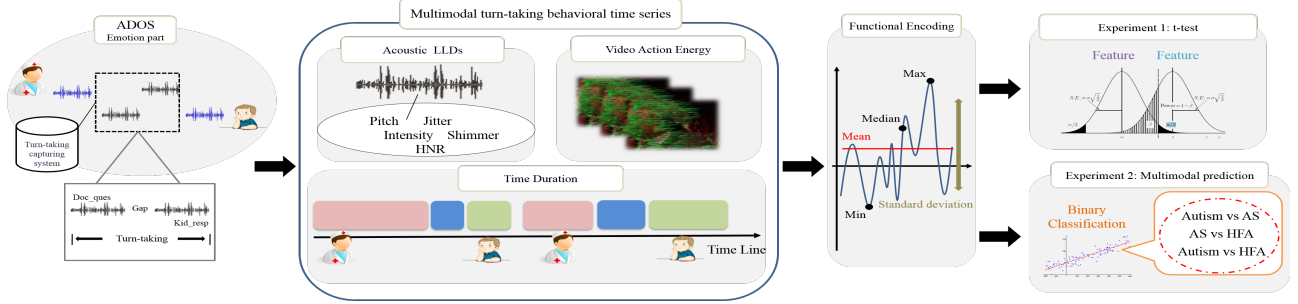 ADOS
Emotion part
Turn-taking
capturing
system
Doc_ques
Gap
Kid_resp
Turn-taking
Multimodal turn-taking behavioral time series
Acoustic LLDs
Pitch
Jitter
Intensity
Shimmer
HNR
Video Action Energy
Time Duration
Time Line
Functional Encoding
Max
Median
Mean
Min
Standard deviation
Experiment 1: t-test
Feature
Feature
α/2
Power = 1 − β
β
Experiment 2: Multimodal prediction
Binary
Classification
Autism vs AS
AS vs HFA
Autism vs HFA